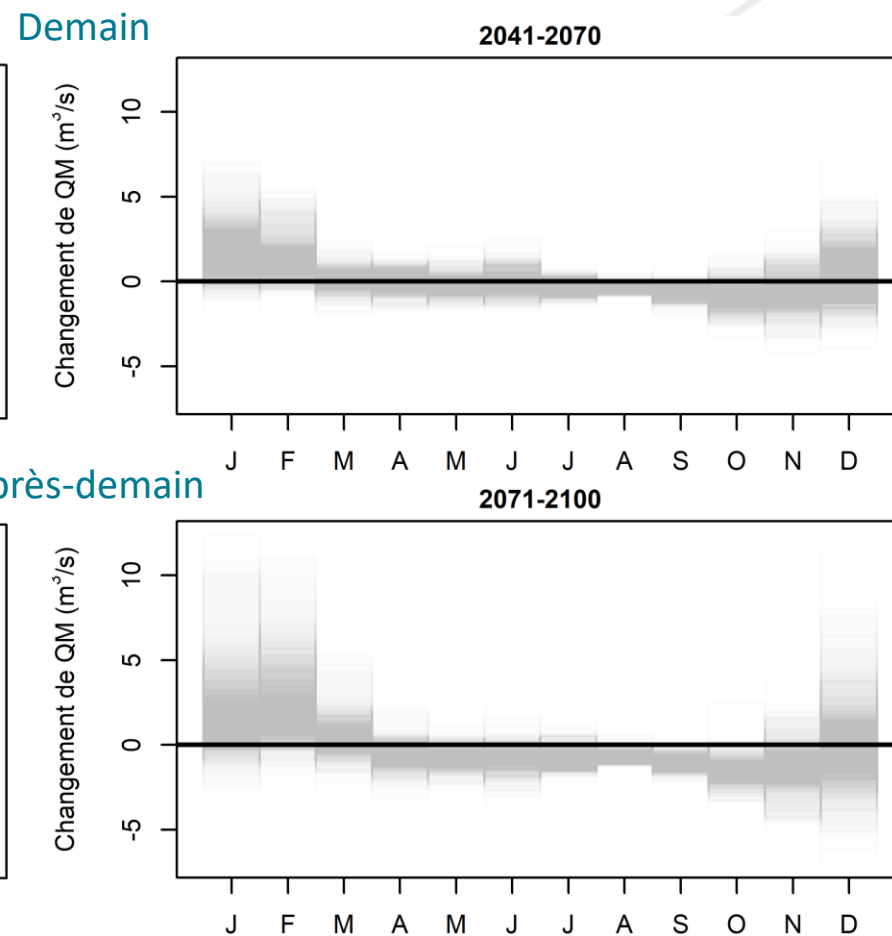 Demain
2041-2070
Changement de QM (m³/s)
10
5
0
-5
J F M A M J J A S O N D
près-demain
2071-2100
Changement de QM (m³/s)
10
5
0
-5
J F M A M J J A S O N D